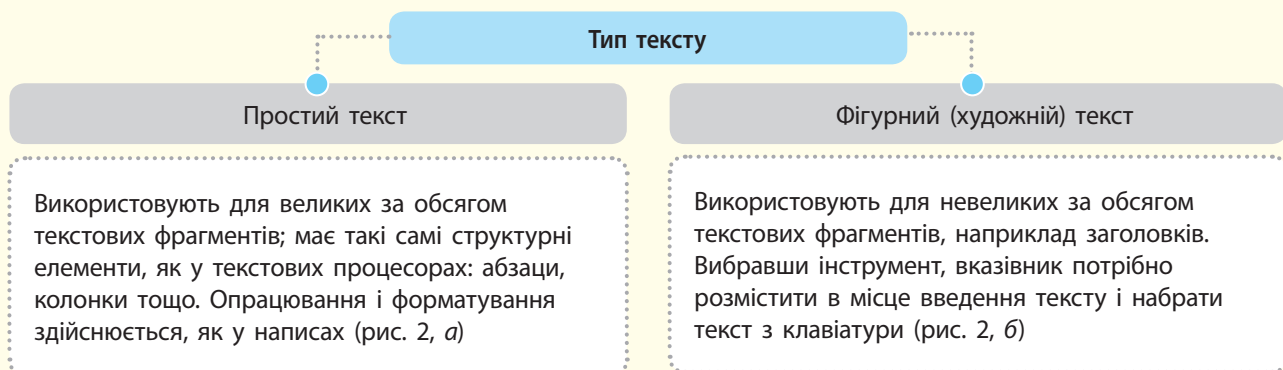 Тип тексту
Простий текст
Фігурний (художній) текст
Використовують для великих за обсягом
текстових фрагментів; має такі самі структурні
елементи, як у текстових процесорах: абзаци,
колонки тощо. Опрацювання і форматування
здійснюється, як у написах (рис. 2, а)
Використовують для невеликих за обсягом
текстових фрагментів, наприклад заголовків.
Вибравши інструмент, вказівник потрібно
розмістити в місце введення тексту і набрати
текст з клавіатури (рис. 2, б)